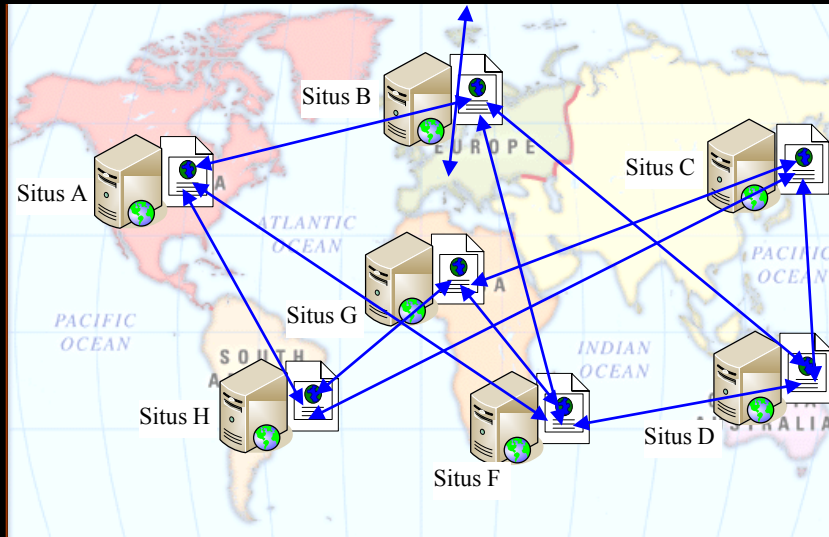 Situs B
EUROPE
Situs C
Situs A
A
ATLANTIC
OCEAN
PACIFIC
OCEAN
A
Situs G
PACIFIC
OCEAN
INDIAN
OCEAN
SOUTH
A
Situs H
Situs D
Situs F